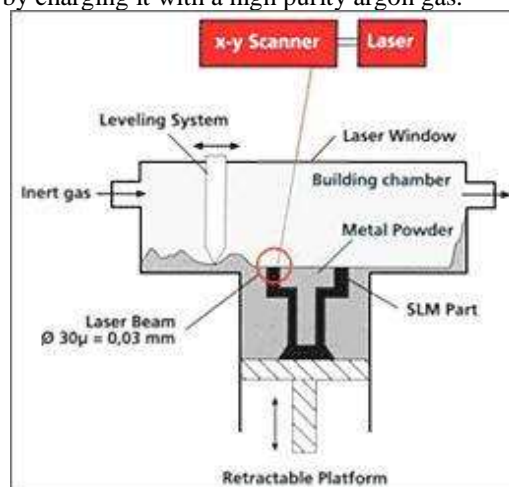 by charging it with a high purity argon gas.
x-y Scanner
Laser
Leveling System
Laser Window
Inert gas
Building chamber
Metal Powder
Laser Beam
Ø 30µ = 0,03 mm
SLM Part
Retractable Platform